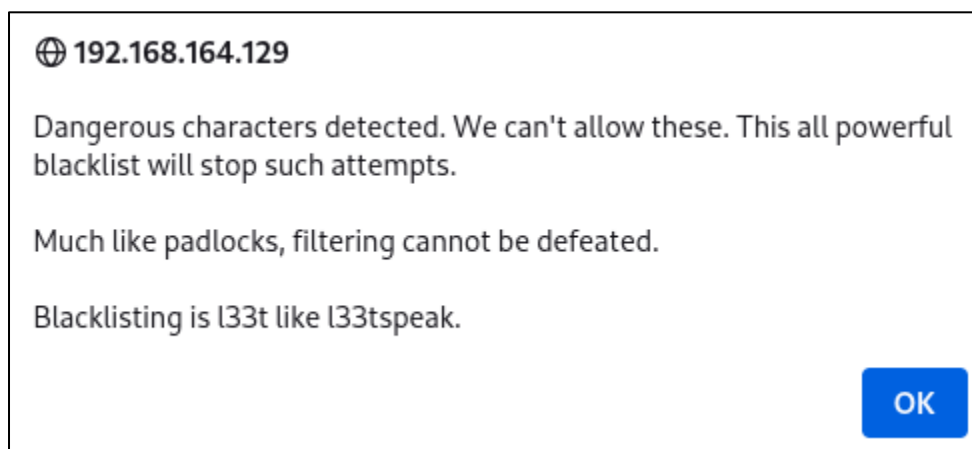 192.168.164.129
Dangerous characters detected. We can't allow these. This all powerful
blacklist will stop such attempts.
Much like padlocks, filtering cannot be defeated.
Blacklisting is l33t like l33tspeak.
OK